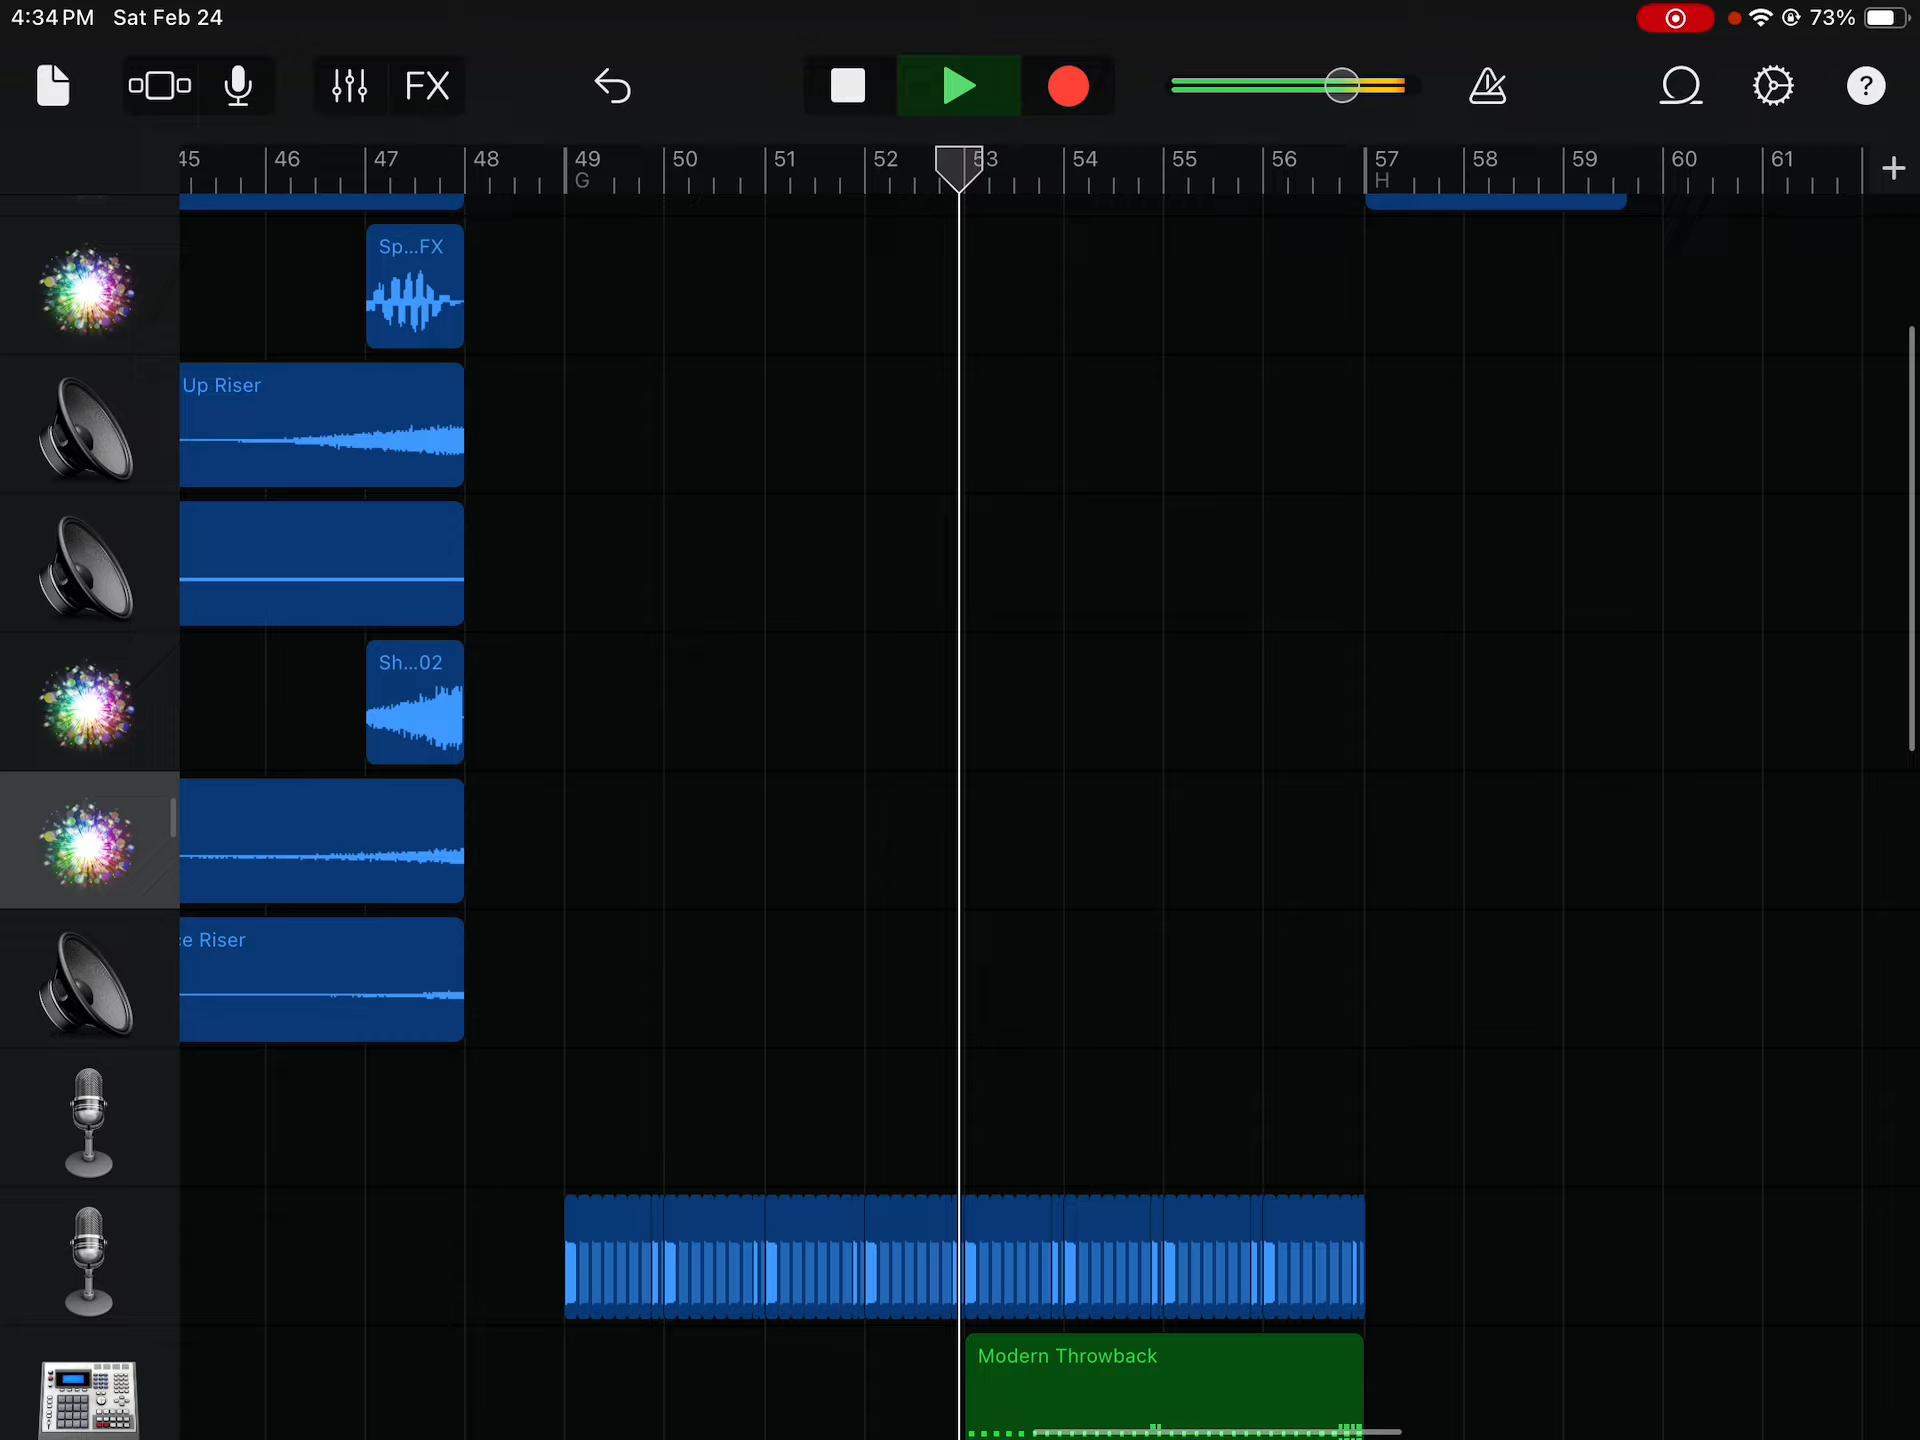 4:34 PM Sat Feb 24
73%
FX
?
45 46 47 48 49 50 51 52 53 54 55 56 57 58 59 60 61
G H
+
Sp...FX
Up Riser
Sh...02
e Riser
Modern Throwback